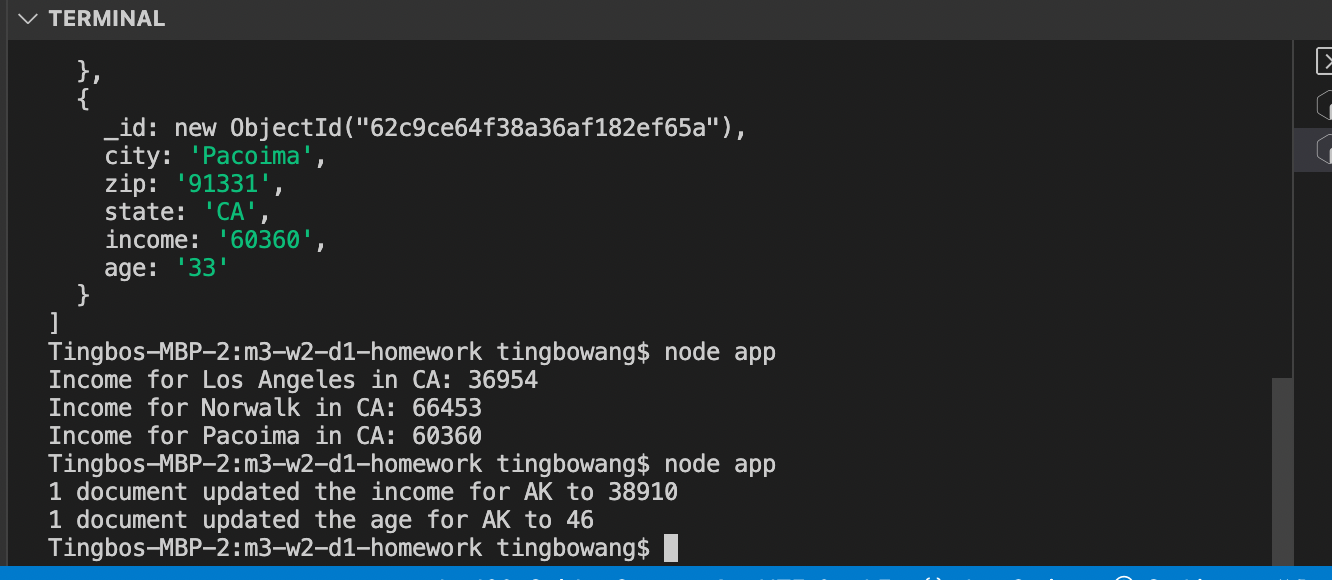 TERMINAL
},
{
_id: new ObjectId("62c9ce64f38a36af182ef65a"),
city: 'Pacoima',
zip: '91331',
state: 'CA',
income: '60360',
age: '33'
}
]
Tingbos-MBP-2:m3-w2-d1-homework tingbowang$ node app
Income for Los Angeles in CA: 36954
Income for Norwalk in CA: 66453
Income for Pacoima in CA: 60360
Tingbos-MBP-2:m3-w2-d1-homework tingbowang$ node app
1 document updated the income for AK to 38910
1 document updated the age for AK to 46
Tingbos-MBP-2:m3-w2-d1-homework tingbowang$